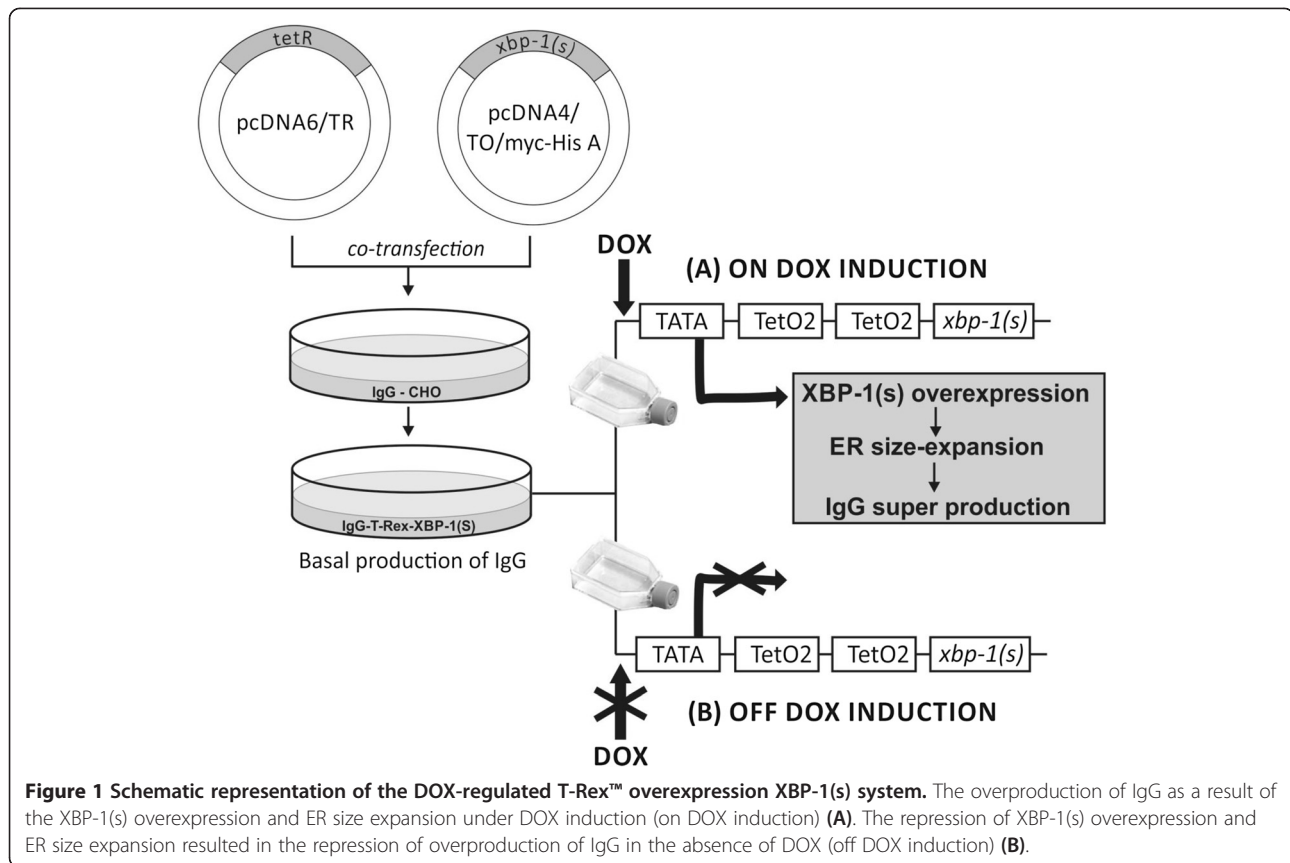 tetR
xbp-1(s)
pcDNA6/TR
pcDNA4/
TO/myc-His A
co-transfection
IgG - CHO
IgG-T-Rex-XBP-1(S)
Basal production of IgG
DOX
(A) ON DOX INDUCTION
TATA TetO2 TetO2 xbp-1(s)
XBP-1(s) overexpression
ER size-expansion
IgG super production
TATA TetO2 TetO2 xbp-1(s)
(B) OFF DOX INDUCTION
DOX
Figure 1 Schematic representation of the DOX-regulated T-Rex™ overexpression XBP-1(s) system. The overproduction of IgG as a result of
the XBP-1(s) overexpression and ER size expansion under DOX induction (on DOX induction) (A). The repression of XBP-1(s) overexpression and
ER size expansion resulted in the repression of overproduction of IgG in the absence of DOX (off DOX induction) (B).